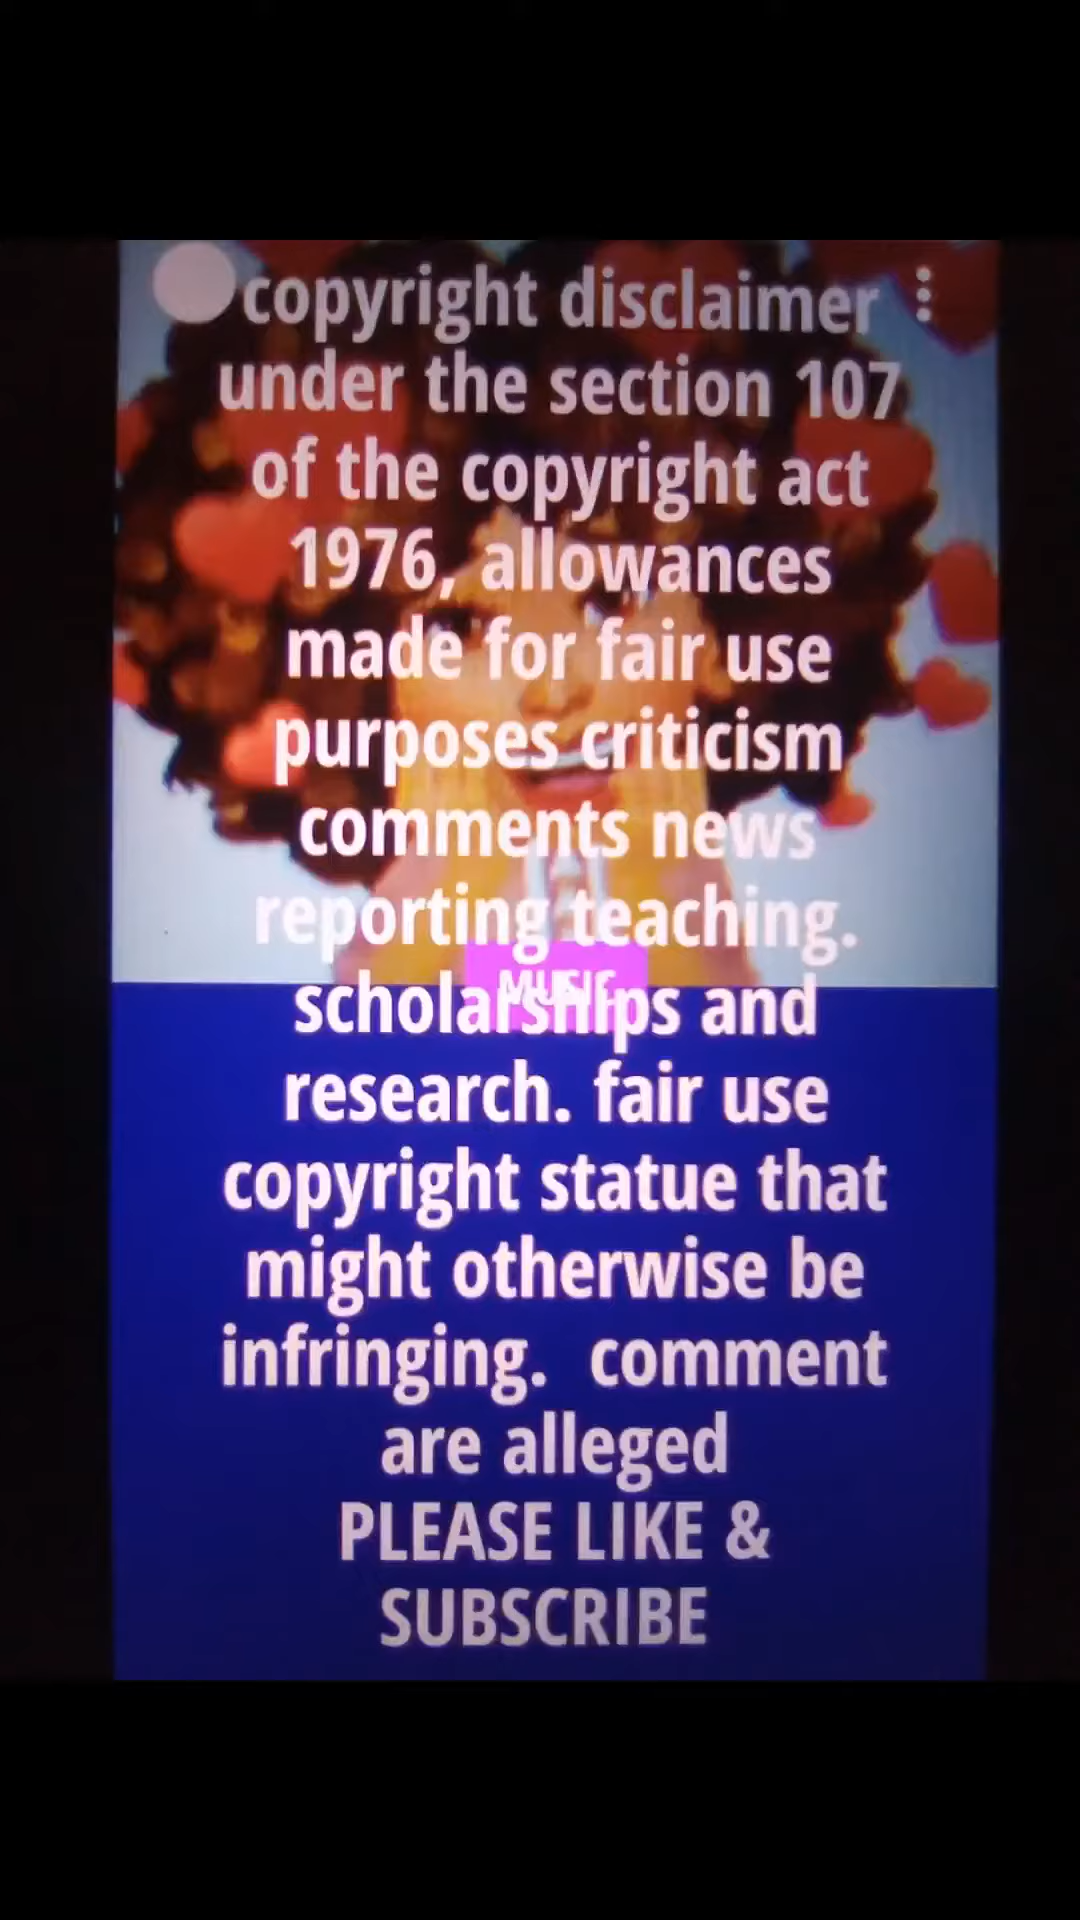 copyright disclaimer
under the section 107
of the copyright act
1976, allowances
made for fair use
purposes criticism
comments news
reporting teaching.
MUSIC
scholarships and
research. fair use
copyright statue that
might otherwise be
infringing.  comment
are alleged
PLEASE LIKE &
SUBSCRIBE